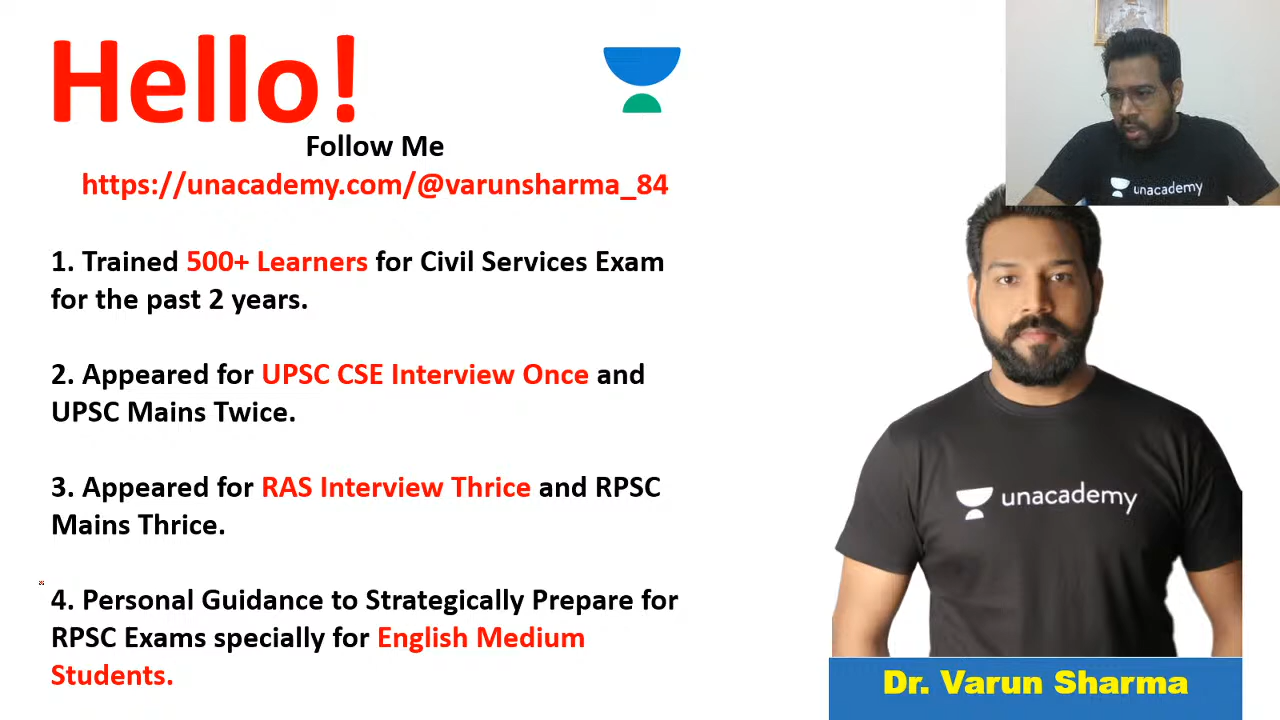 Hello!
Follow Me
https://unacademy.com/@varunsharma_84
1. Trained 500+ Learners for Civil Services Exam
for the past 2 years.
2. Appeared for UPSC CSE Interview Once and
UPSC Mains Twice.
3. Appeared for RAS Interview Thrice and RPSC
Mains Thrice.
4. Personal Guidance to Strategically Prepare for
RPSC Exams specially for English Medium
Students.
unacademy
unacademy
Dr. Varun Sharma